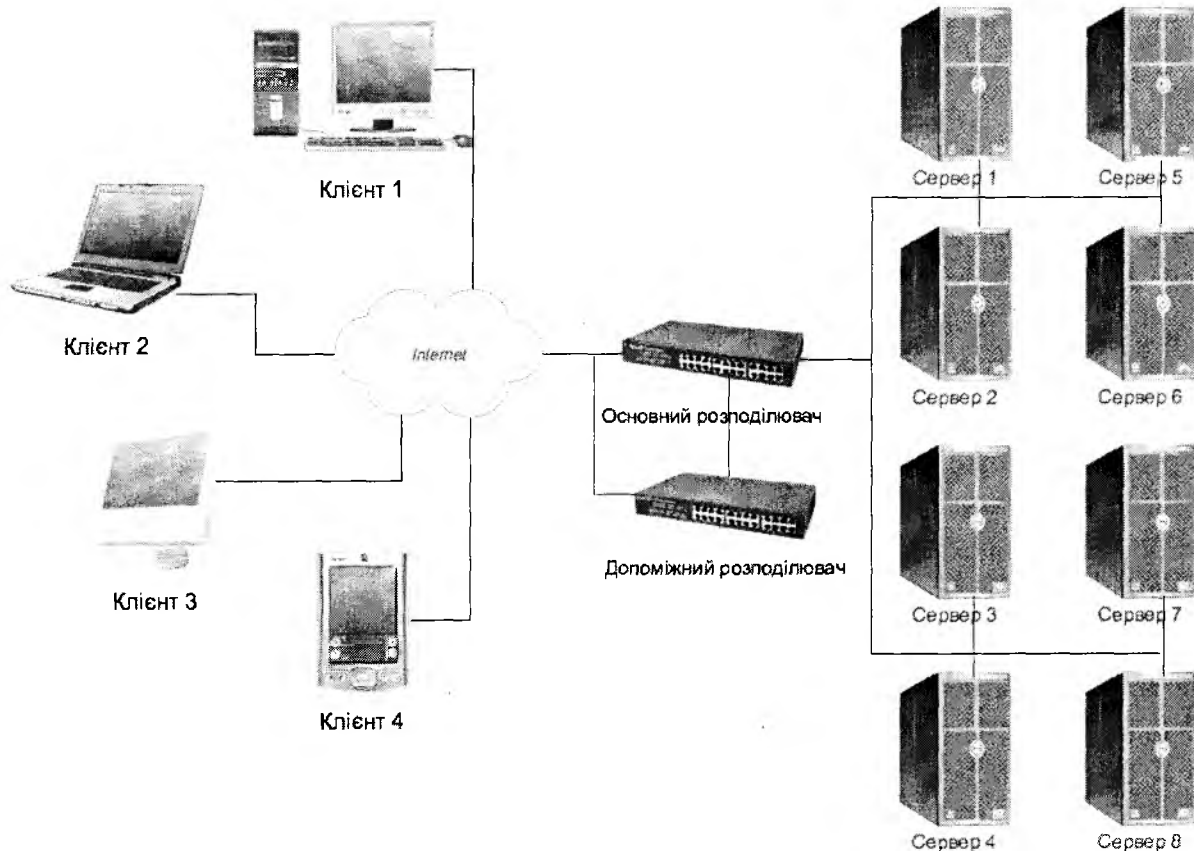 Клієнт 1
Клієнт 2
Internet
Клієнт 3
Клієнт 4
Основний розподілювач
Допоміжний розподілювач
Сервер 1
Сервер 5
Сервер 2
Сервер 6
Сервер 3
Сервер 7
Сервер 4
Сервер 8